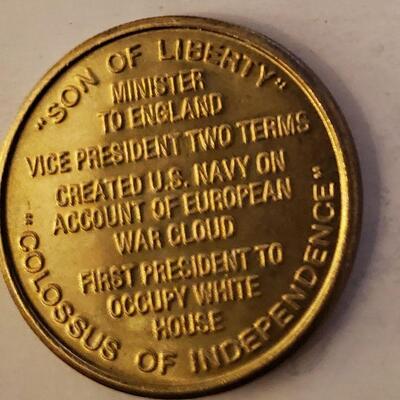 "SON OF LIBERTY"
MINISTER
TO ENGLAND
VICE PRESIDENT TWO TERMS
CREATED U.S. NAVY ON
ACCOUNT OF EUROPEAN
WAR CLOUD
FIRST PRESIDENT TO
OCCUPY WHITE
HOUSE
"COLOSSUS OF INDEPENDENCE"